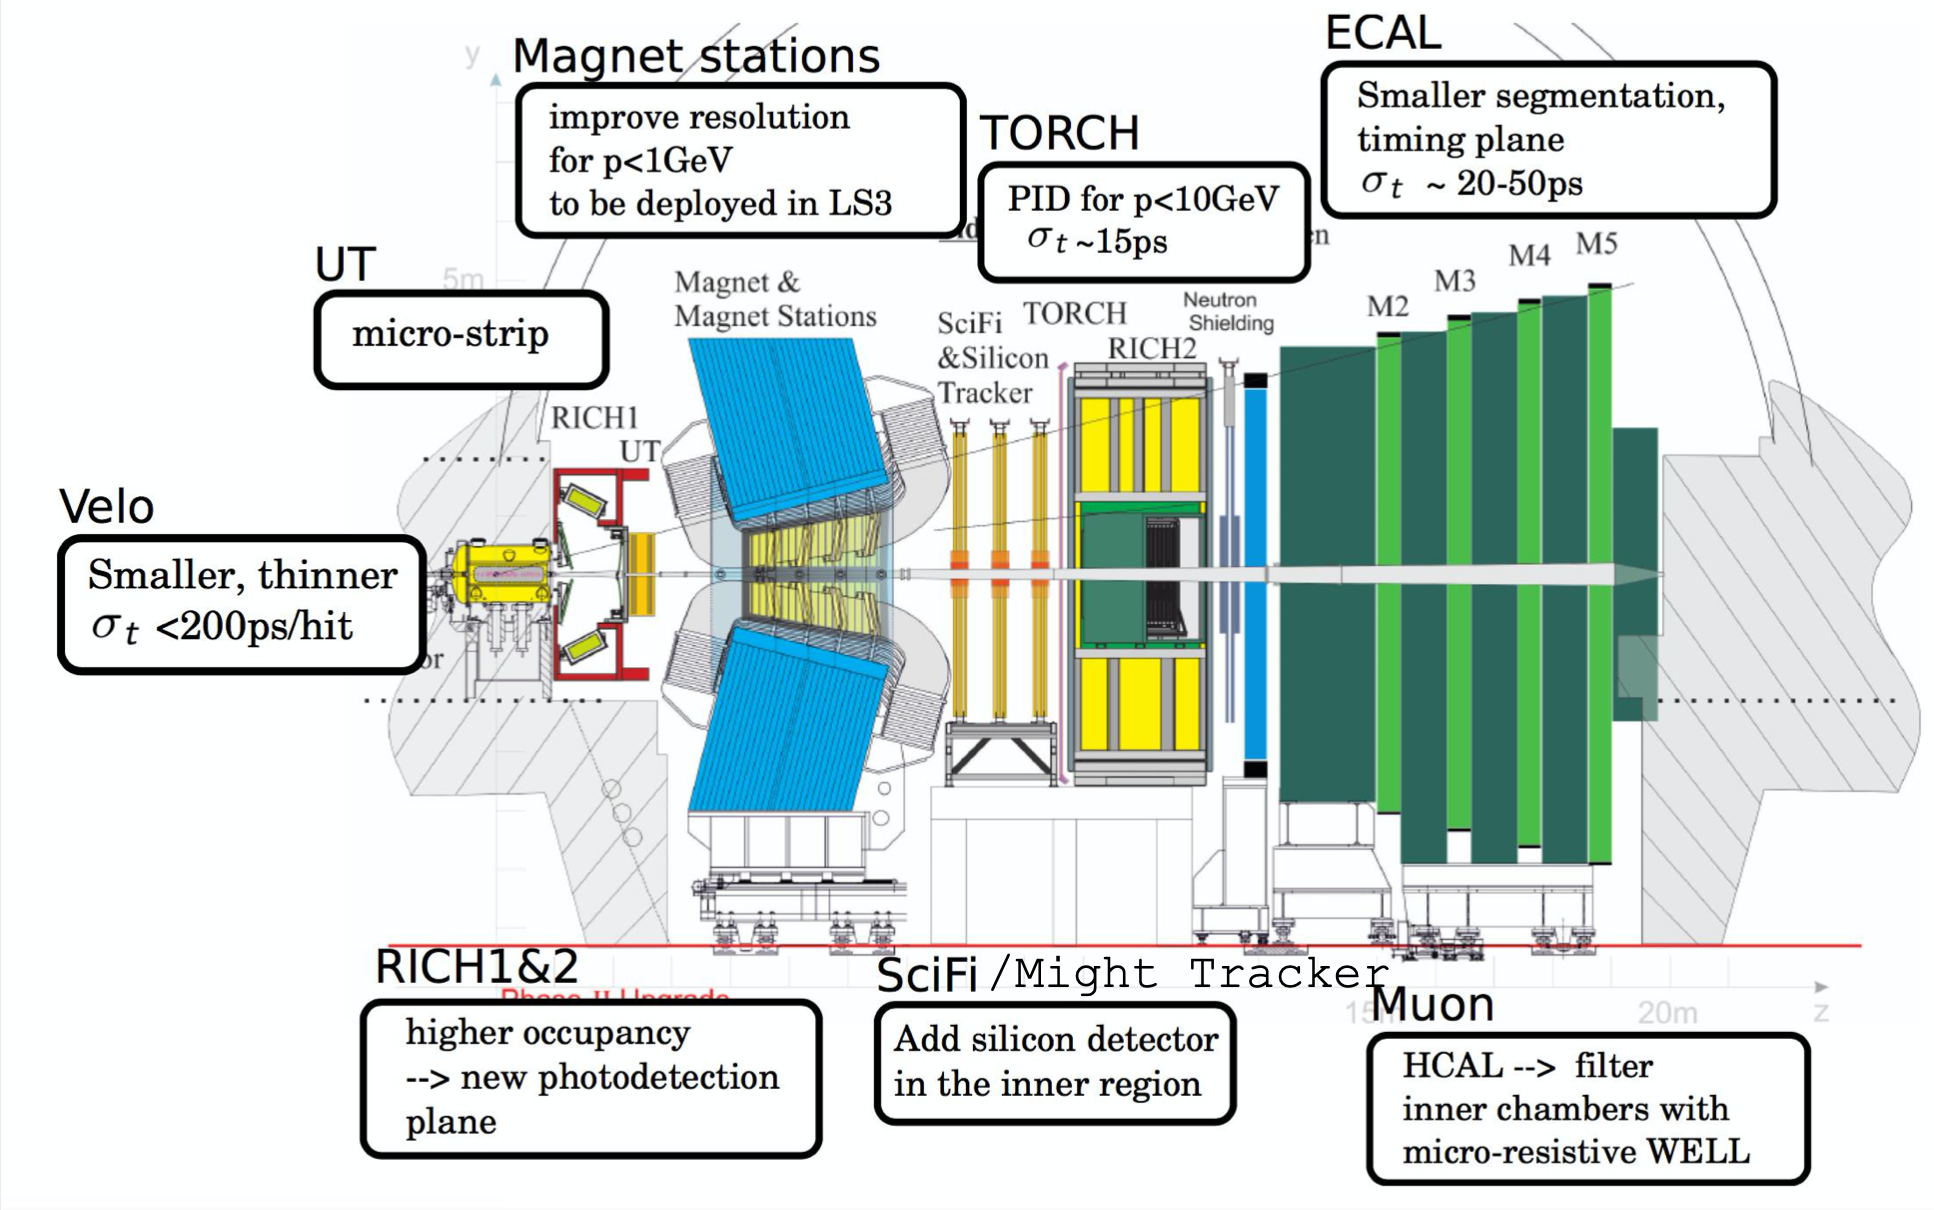 y
Magnet stations
improve resolution
for p<1GeV
to be deployed in LS3
TORCH
PID for p<10GeV
σt ~15ps
ECAL
Smaller segmentation,
timing plane
σt ~ 20-50ps
UT
micro-strip
5m
Magnet &
Magnet Stations
SciFi
&Silicon
Tracker
TORCH
RICH2
Neutron
Shielding
M2
M3
M4
M5
RICH1
UT
Velo
Smaller, thinner
σt <200ps/hit
or
RICH1&2
Phase-II Upgrade
higher occupancy
--> new photodetection
plane
SciFi /Might Tracker
Add silicon detector
in the inner region
15m
20m
z
Muon
HCAL --> filter
inner chambers with
micro-resistive WELL